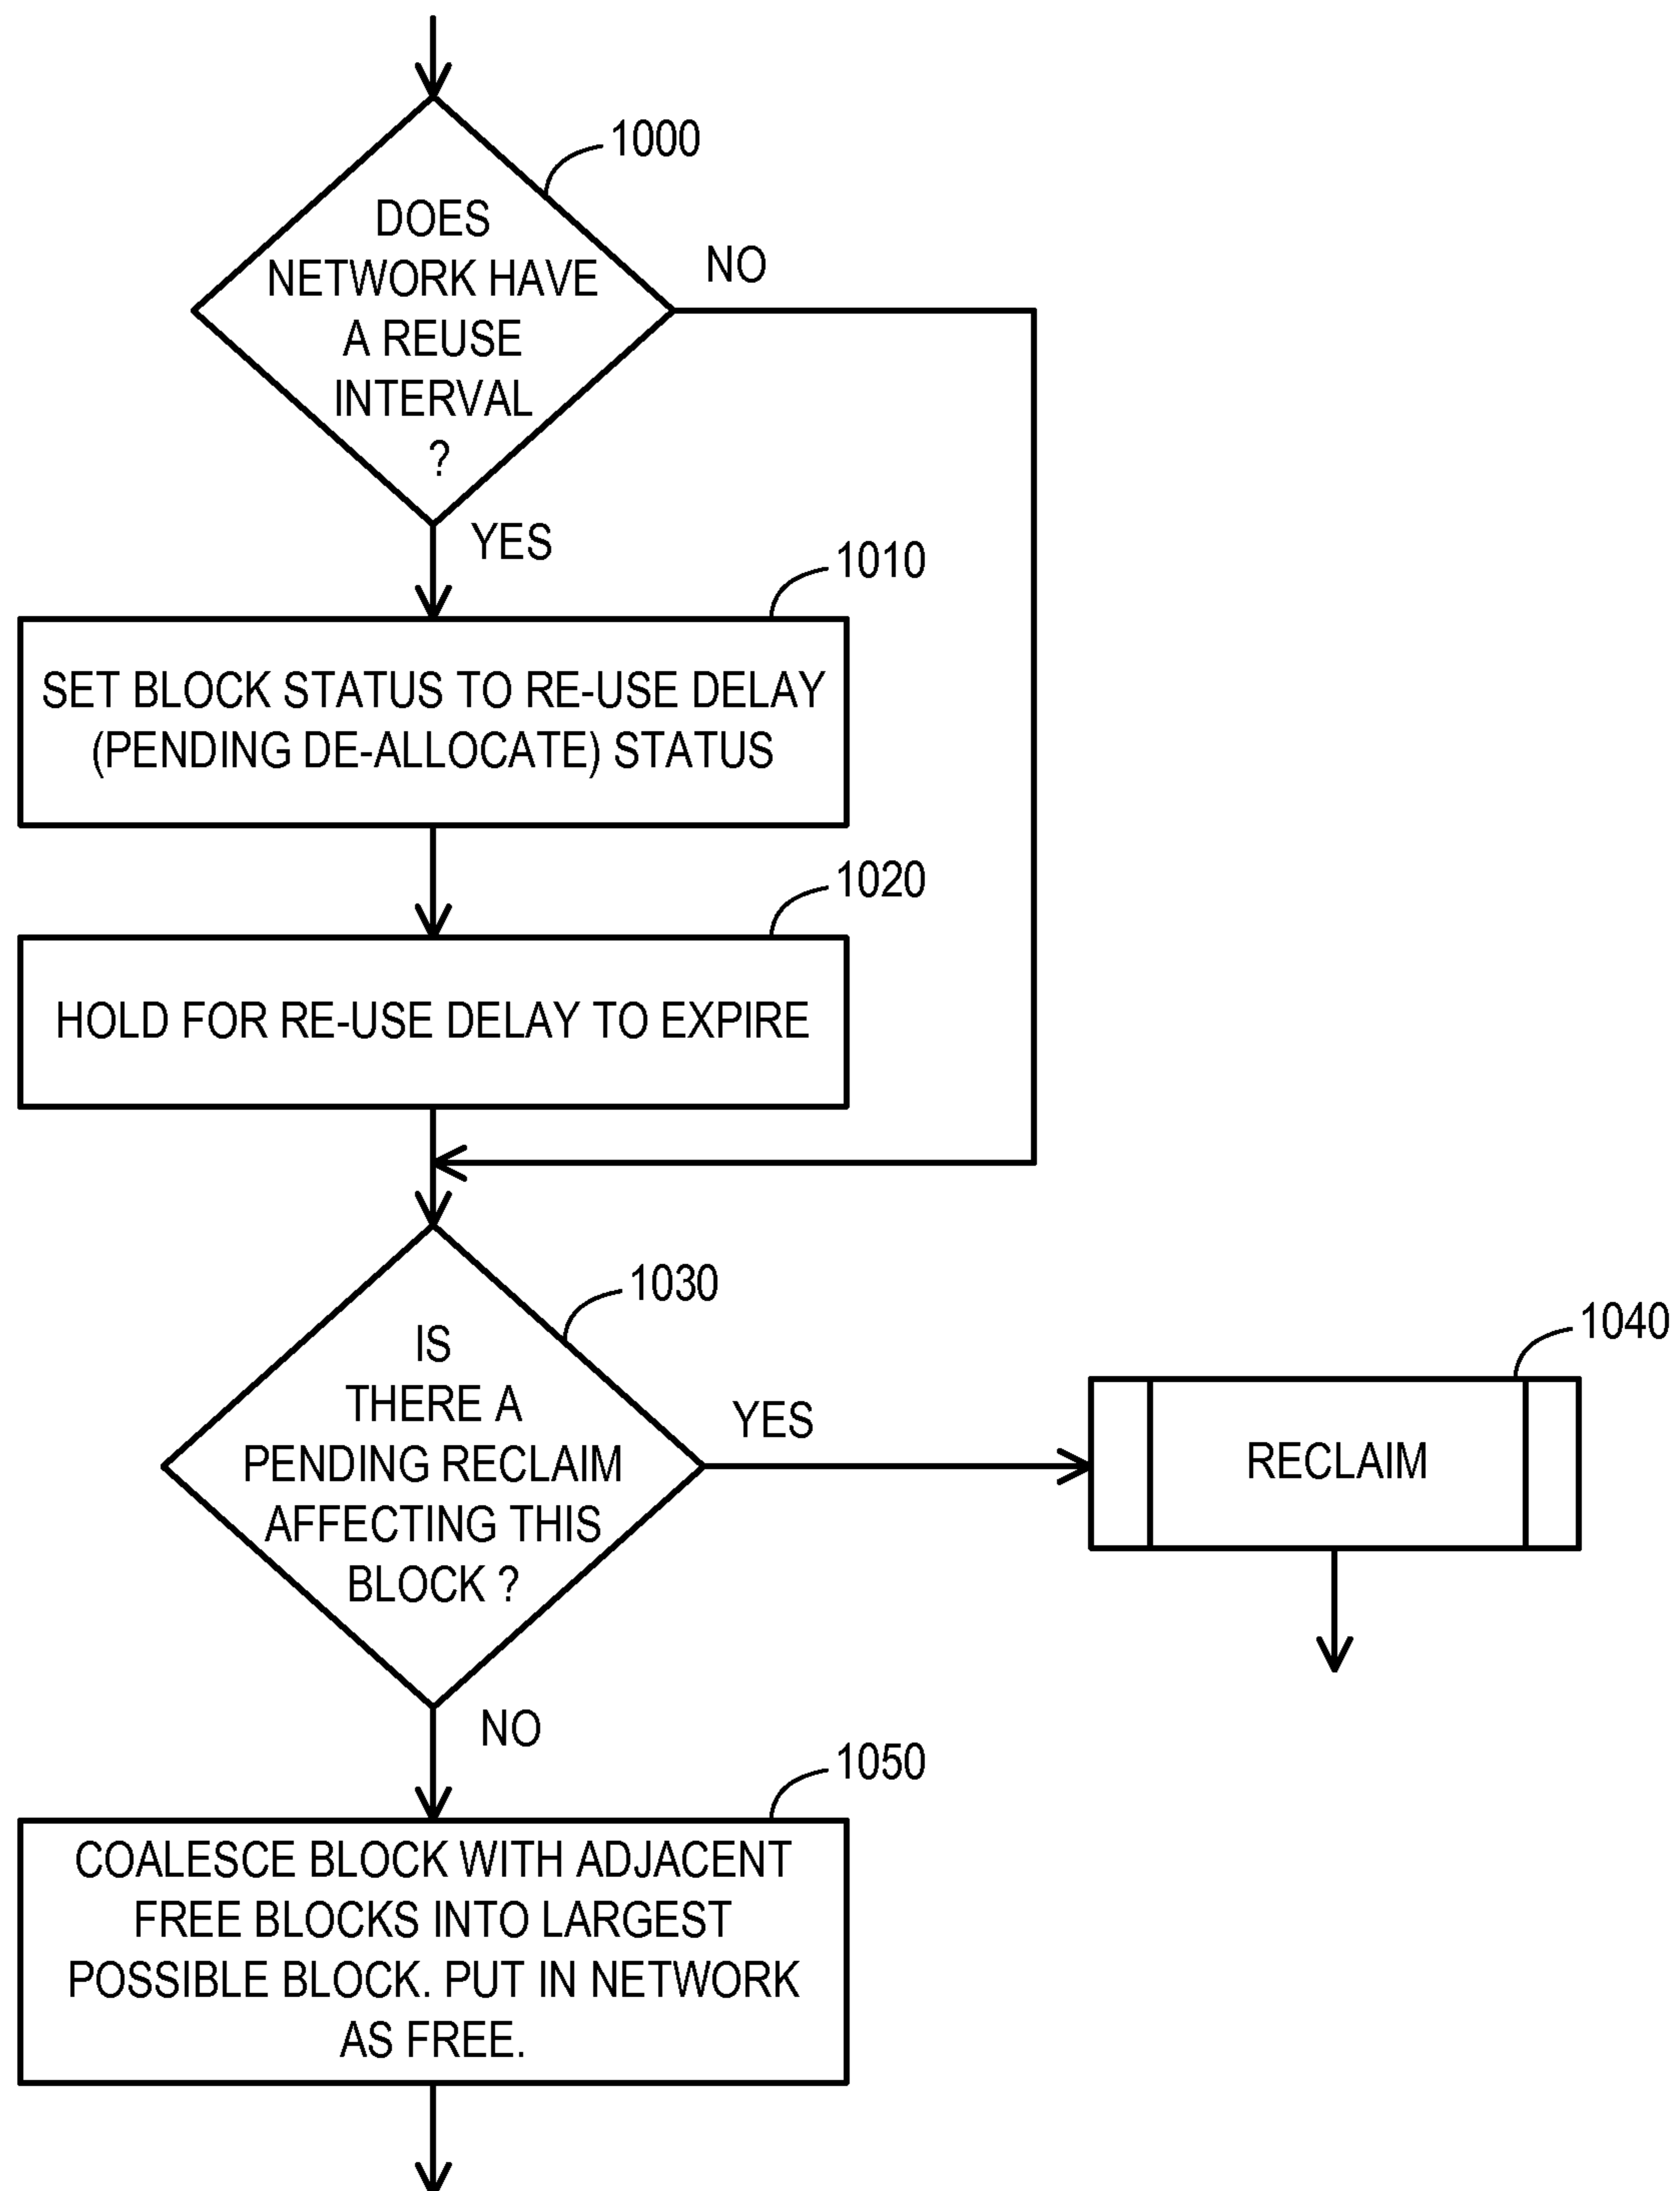 1000
DOES
NETWORK HAVE
A REUSE
INTERVAL
?
NO
YES
1010
SET BLOCK STATUS TO RE-USE DELAY
(PENDING DE-ALLOCATE) STATUS
1020
HOLD FOR RE-USE DELAY TO EXPIRE
1030
IS
THERE A
PENDING RECLAIM
AFFECTING THIS
BLOCK ?
YES
1040
RECLAIM
NO
1050
COALESCE BLOCK WITH ADJACENT
FREE BLOCKS INTO LARGEST
POSSIBLE BLOCK. PUT IN NETWORK
AS FREE.